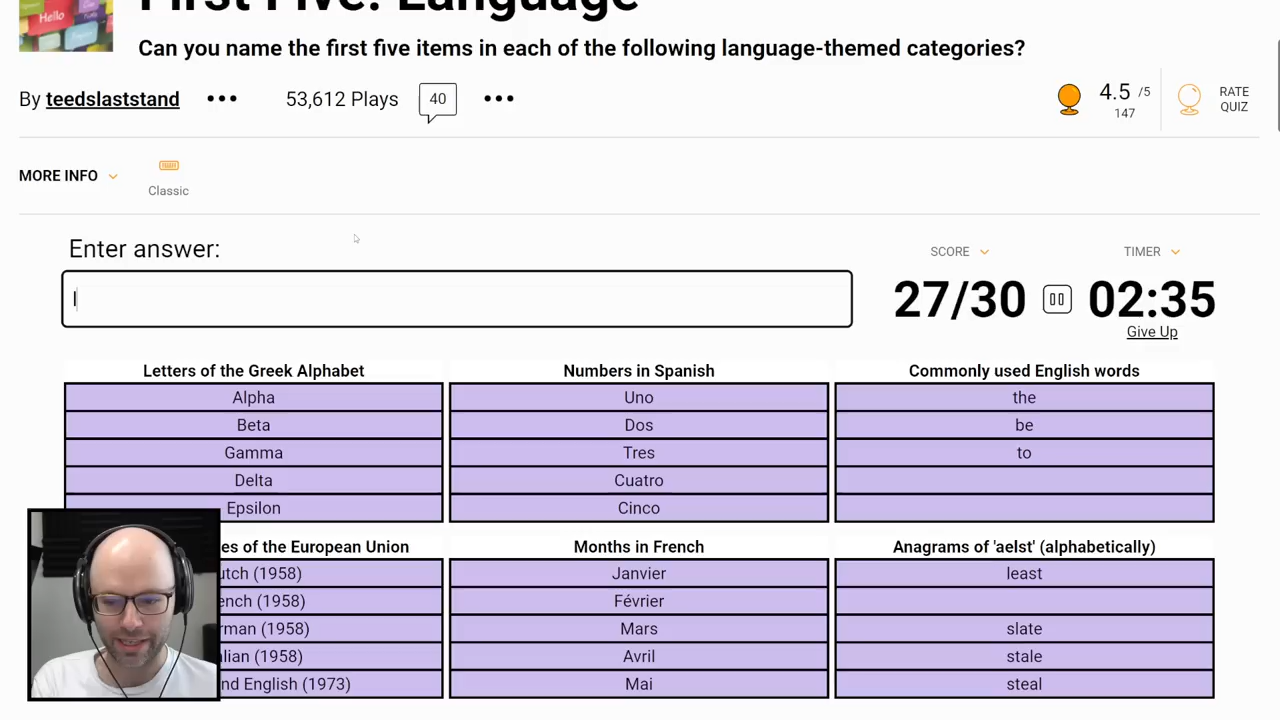 First Five: Language
Hello
Can you name the first five items in each of the following language-themed categories?
By teedslaststand ••• 53,612 Plays 40 •••
4.5 /5
147
RATE
QUIZ
MORE INFO
Classic
Enter answer:
SCORE
TIMER
l
27/30
02:35
Give Up
Letters of the Greek Alphabet
Alpha
Beta
Gamma
Delta
Epsilon
Numbers in Spanish
Uno
Dos
Tres
Cuatro
Cinco
Commonly used English words
the
be
to
es of the European Union
utch (1958)
ench (1958)
rman (1958)
alian (1958)
nd English (1973)
Months in French
Janvier
Février
Mars
Avril
Mai
Anagrams of 'aelst' (alphabetically)
least
slate
stale
steal